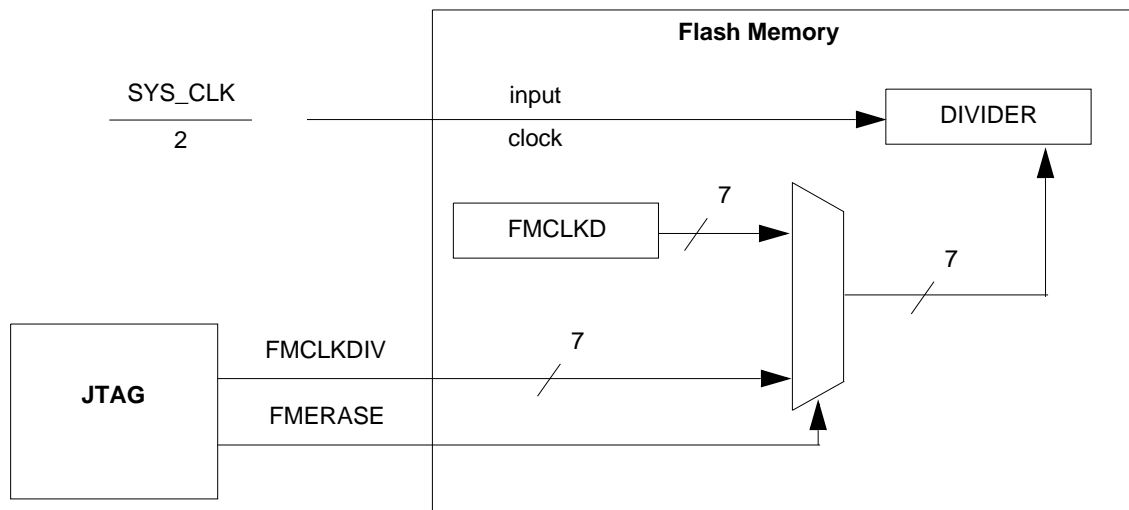 Flash Memory
SYS_CLK
2
input
clock
DIVIDER
FMCLKD
7
7
JTAG
FMCLKDIV
7
FMERASE